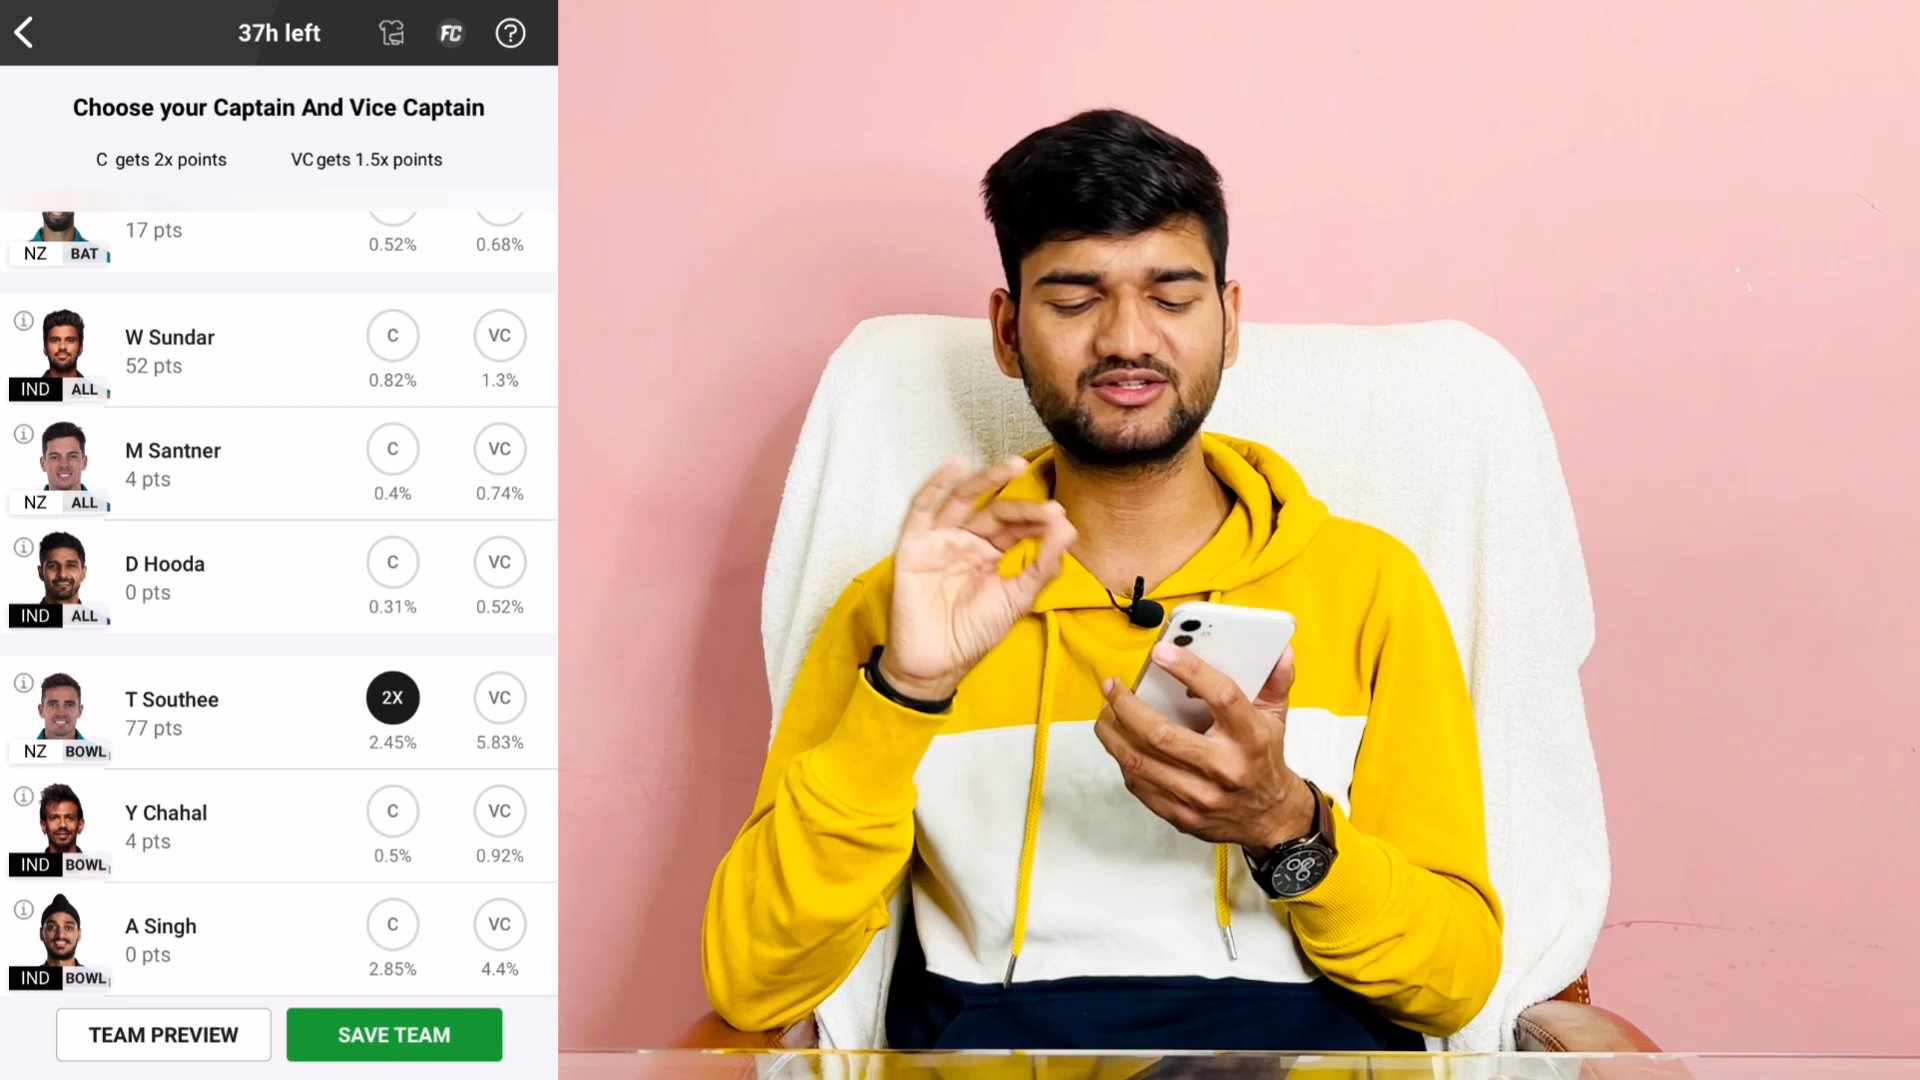 37h left
FC
?
Choose your Captain And Vice Captain
C gets 2x points
VC gets 1.5x points
17 pts
0.52%
0.68%
NZ BAT
W Sundar
52 pts
C
VC
0.82%
1.3%
IND ALL
M Santner
4 pts
C
VC
0.4%
0.74%
NZ ALL
D Hooda
0 pts
C
VC
0.31%
0.52%
IND ALL
T Southee
77 pts
2X
VC
2.45%
5.83%
NZ BOWL
Y Chahal
4 pts
C
VC
0.5%
0.92%
IND BOWL
A Singh
0 pts
C
VC
2.85%
4.4%
IND BOWL
TEAM PREVIEW
SAVE TEAM